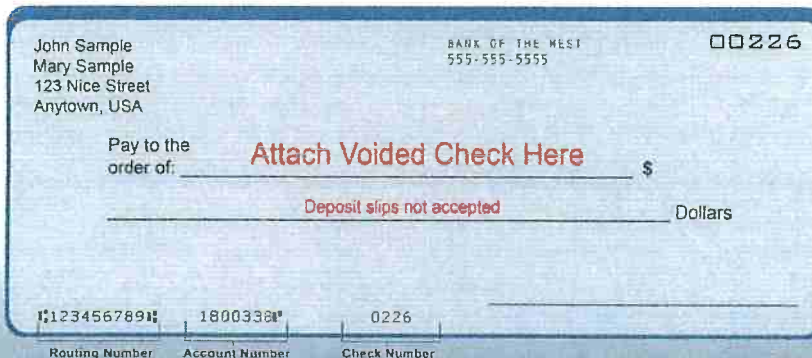 John Sample
Mary Sample
123 Nice Street
Anytown, USA
BANK OF THE WEST
555-555-5555
00226
Pay to the
order of: Attach Voided Check Here $
Deposit slips not accepted Dollars
⑆123456789⑆ 1800338⑈ 0226
Routing Number Account Number Check Number